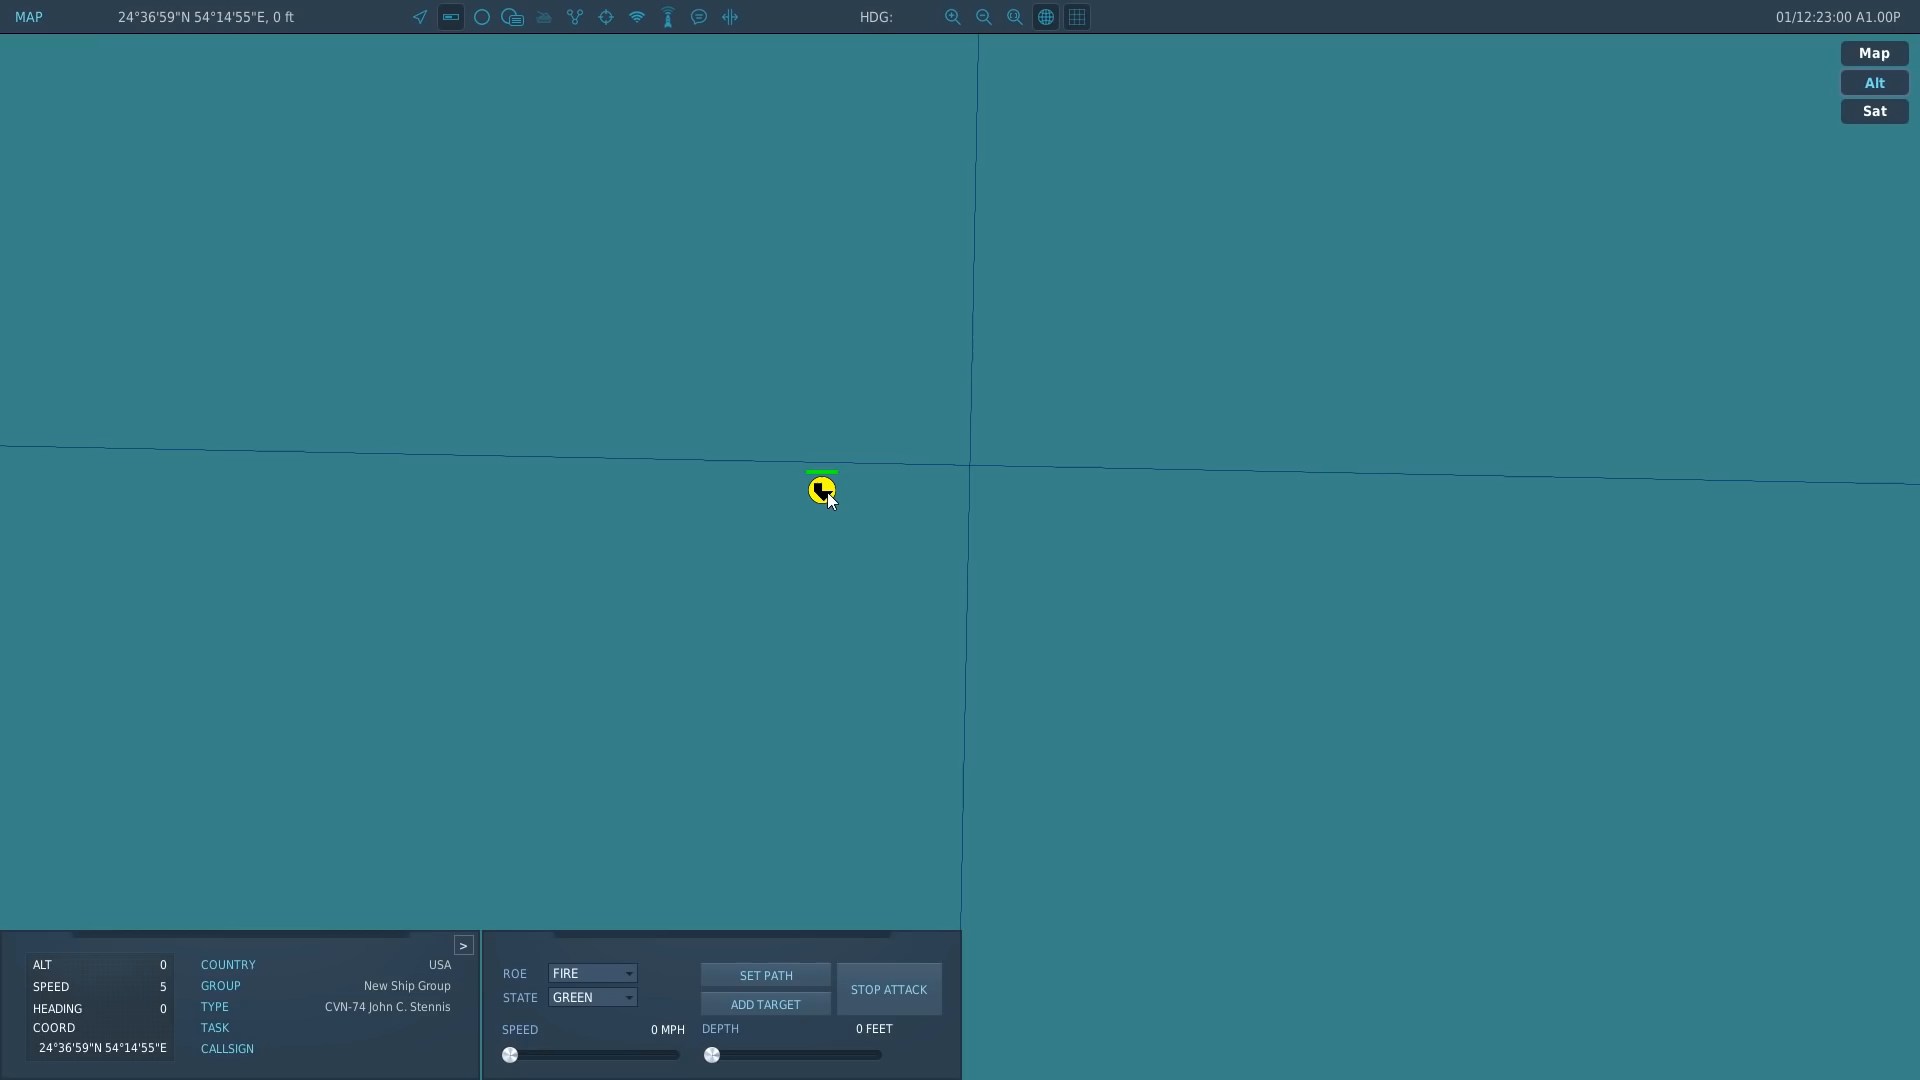 MAP
24°36'59"N 54°14'55"E, 0 ft
HDG:
01/12:23:00 A1.00P
Map
Alt
Sat
>
ALT 0
SPEED 5
HEADING 0
COORD
24°36'59"N 54°14'55"E
COUNTRY USA
GROUP New Ship Group
TYPE CVN-74 John C. Stennis
TASK
CALLSIGN
ROE FIRE
STATE GREEN
SPEED 0 MPH
SET PATH
ADD TARGET
STOP ATTACK
DEPTH 0 FEET